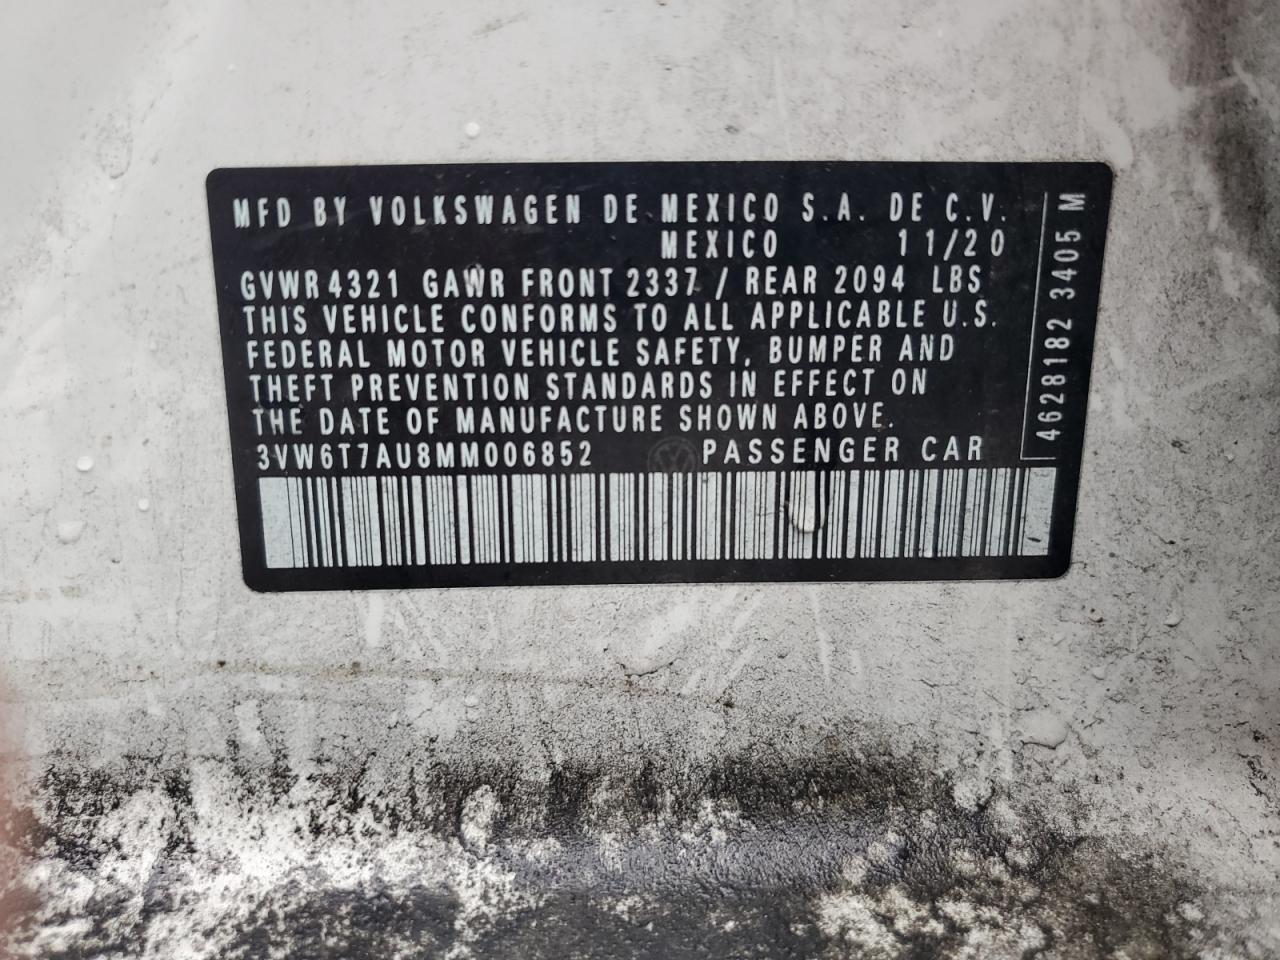 MFD BY VOLKSWAGEN DE MEXICO S.A. DE C.V.
MEXICO 11/20
GVWR 4321 GAWR FRONT 2337 / REAR 2094 LBS
THIS VEHICLE CONFORMS TO ALL APPLICABLE U.S.
FEDERAL MOTOR VEHICLE SAFETY, BUMPER AND
THEFT PREVENTION STANDARDS IN EFFECT ON
THE DATE OF MANUFACTURE SHOWN ABOVE.
3VW6T7AU8MM006852 PASSENGER CAR
4628182 3405 M